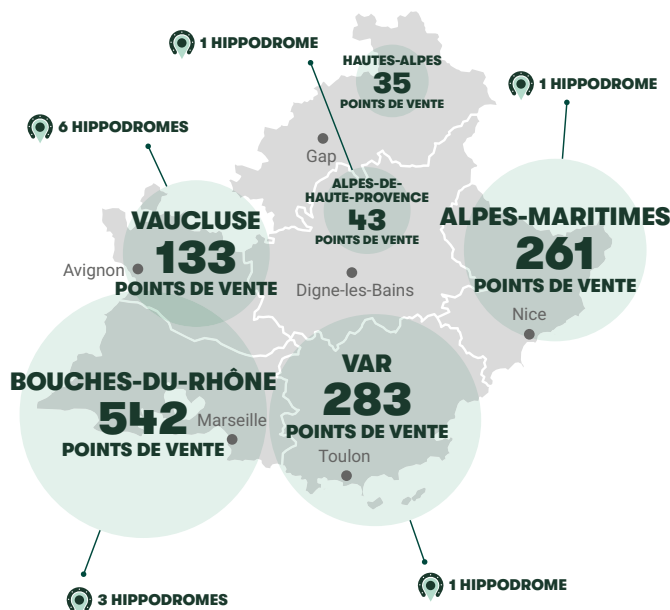 1 HIPPODROME
HAUTES-ALPES
35
POINTS DE VENTE
1 HIPPODROME
6 HIPPODROMES
Gap
ALPES-DE-
HAUTE-PROVENCE
43
POINTS DE VENTE
VAUCLUSE
133
POINTS DE VENTE
ALPES-MARITIMES
261
POINTS DE VENTE
Avignon
Digne-les-Bains
Nice
BOUCHES-DU-RHÔNE
542
POINTS DE VENTE
Marseille
VAR
283
POINTS DE VENTE
Toulon
1 HIPPODROME
3 HIPPODROMES